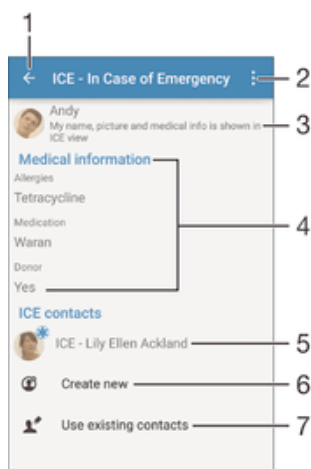 1
ICE - In Case of Emergency
2
Andy
My name, picture and medical info is shown in
ICE view
3
Medical information
Allergies
Tetracycline
Medication
Waran
4
Donor
Yes
ICE contacts
ICE - Lily Ellen Ackland
5
Create new
6
Use existing contacts
7